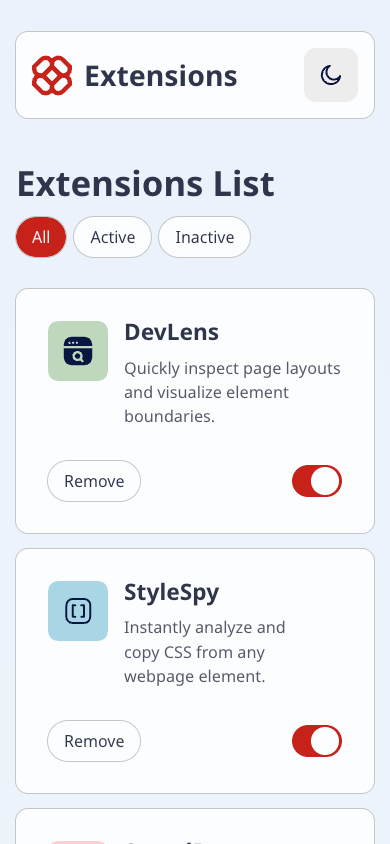 Extensions
Extensions List
All
Active
Inactive
DevLens
Quickly inspect page layouts
and visualize element
boundaries.
Remove
StyleSpy
Instantly analyze and
copy CSS from any
webpage element.
Remove